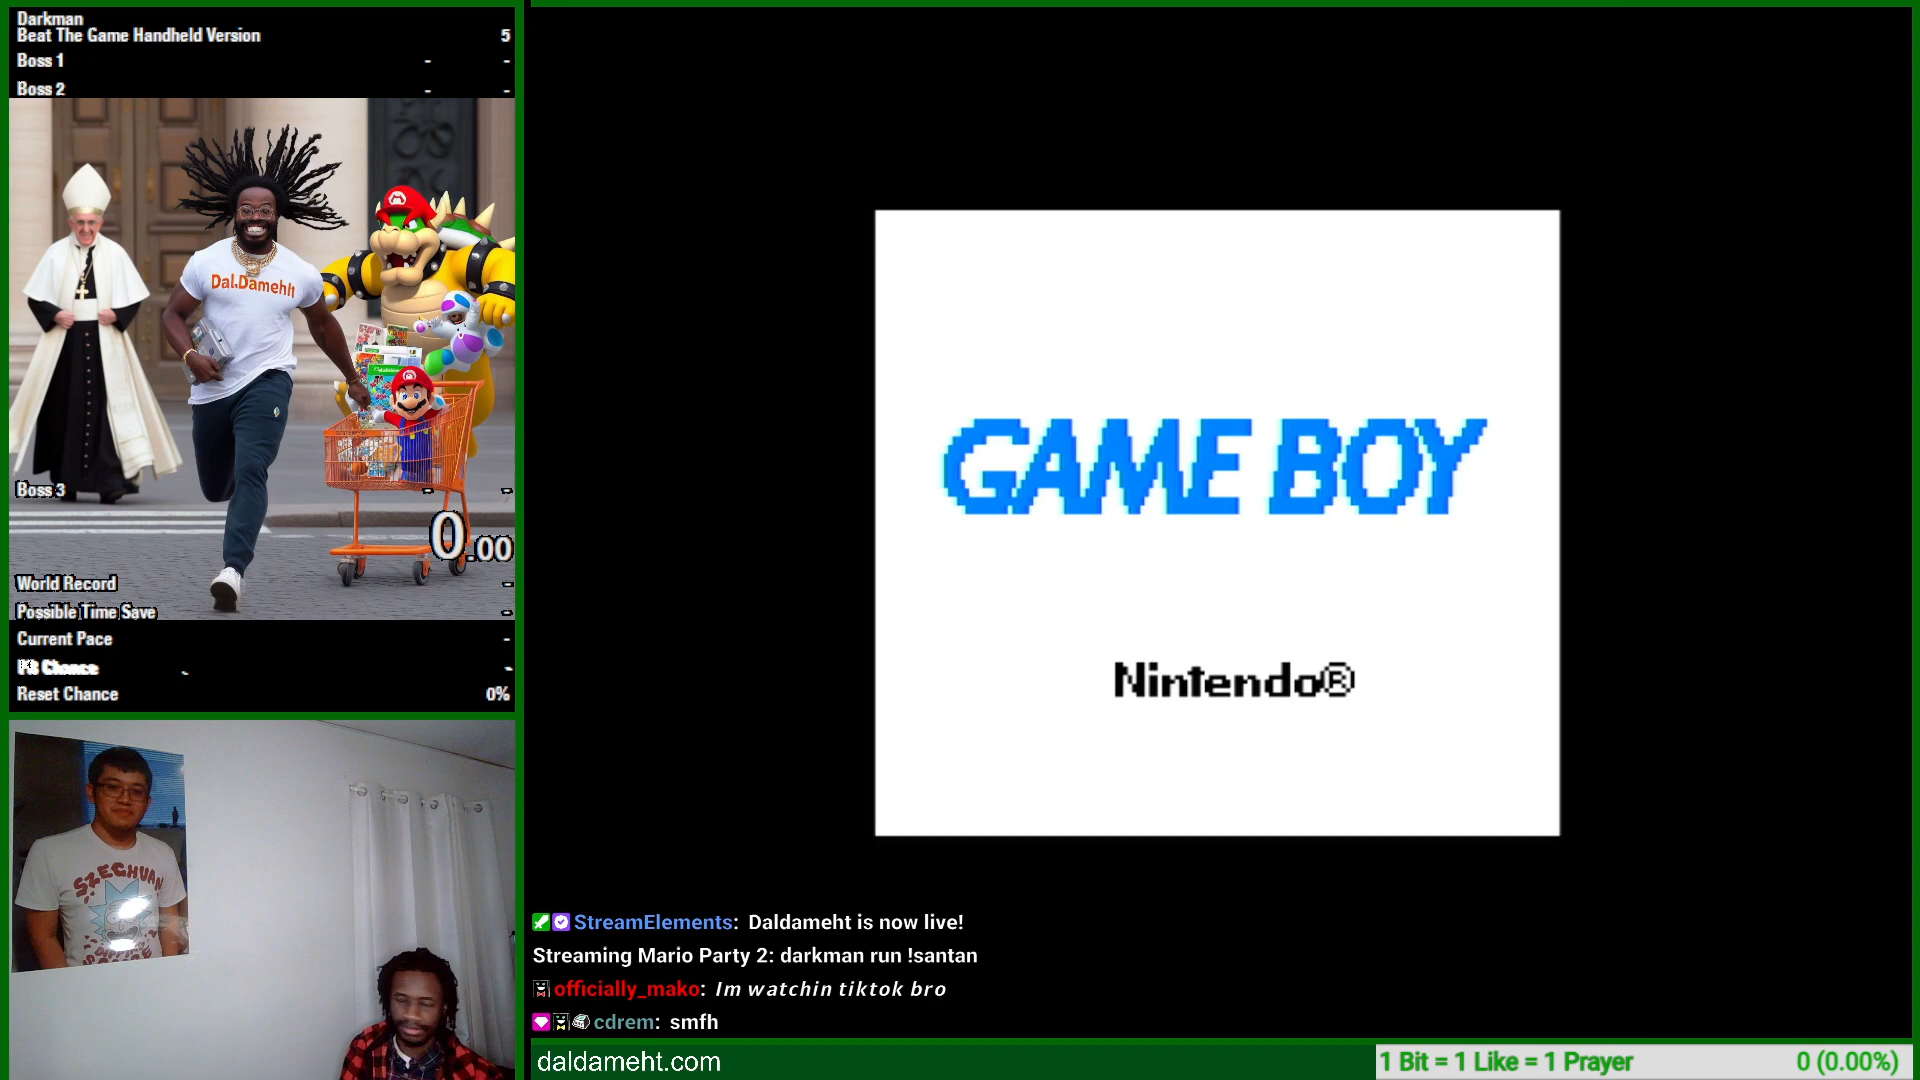 Darkman
Beat The Game Handheld Version 5
Boss 1 - -
Boss 2 - -
Dal.Dameht
Boss 3 - -
0.00
World Record -
Possible Time Save -
Current Pace -
Chance - -
Reset Chance 0%
SZECHUAN
GAME BOY
Nintendo®
StreamElements: Daldameht is now live!
Streaming Mario Party 2: darkman run !santan
officially_mako: Im watchin tiktok bro
cdrem: smfh
daldameht.com
1 Bit = 1 Like = 1 Prayer 0 (0.00%)